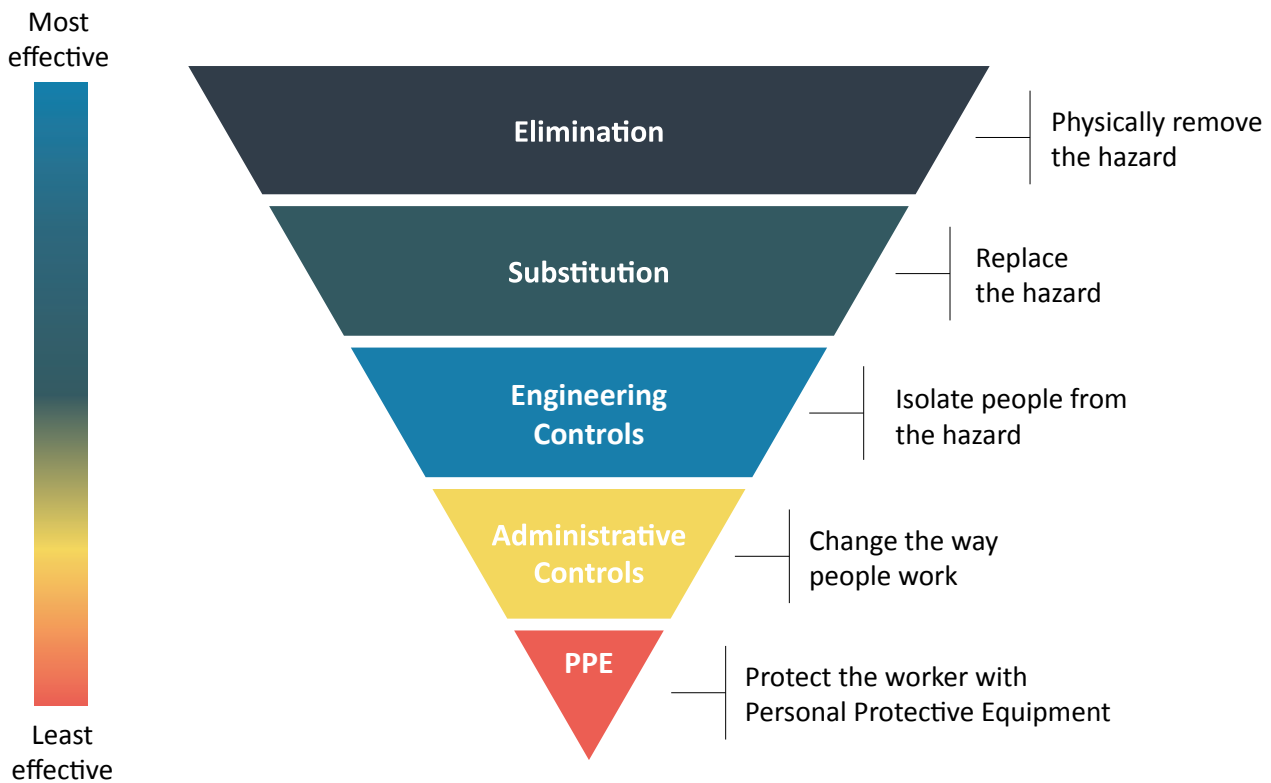 Most
effective
Elimination
Physically remove
the hazard
Substitution
Replace
the hazard
Engineering
Controls
Isolate people from
the hazard
Administrative
Controls
Change the way
people work
PPE
Protect the worker with
Personal Protective Equipment
Least
effective